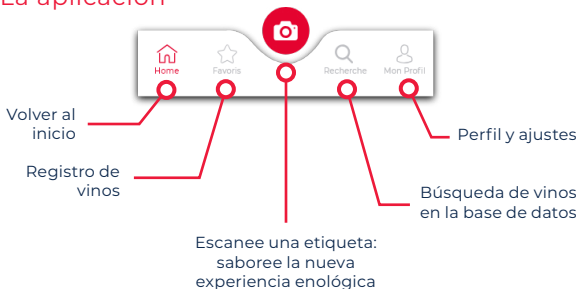 La aplicación
Home
Favoris
Recherche
Mon Profil
Volver al
inicio
Perfil y ajustes
Registro de
vinos
Búsqueda de vinos
en la base de datos
Escanee una etiqueta:
saboree la nueva
experiencia enológica